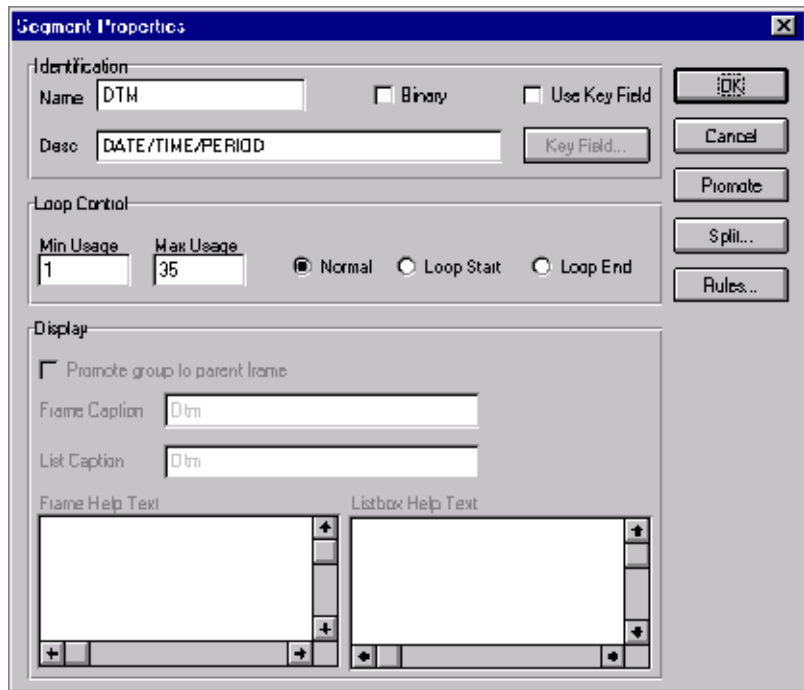 Segment Properties
Identification
Name DTM
Binary
Use Key Field
OK
Desc DATE/TIME/PERIOD
Key Field...
Cancel
Promote
Loop Control
Min Usage
Max Usage
1
35
Normal
Loop Start
Loop End
Split...
Rules...
Display
Promote group to parent frame
Frame Caption Dtm
List Caption Dtm
Frame Help Text
Listbox Help Text